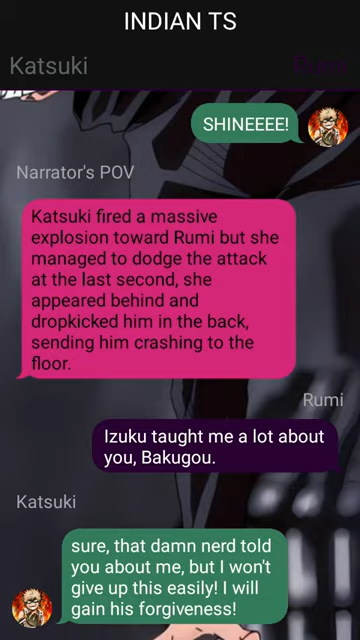 INDIAN TS
Katsuki
Rumi
SHINEEEE!
Narrator's POV
Katsuki fired a massive
explosion toward Rumi but she
managed to dodge the attack
at the last second, she
appeared behind and
dropkicked him in the back,
sending him crashing to the
floor.
Rumi
Izuku taught me a lot about
you, Bakugou.
Katsuki
sure, that damn nerd told
you about me, but I won't
give up this easily! I will
gain his forgiveness!